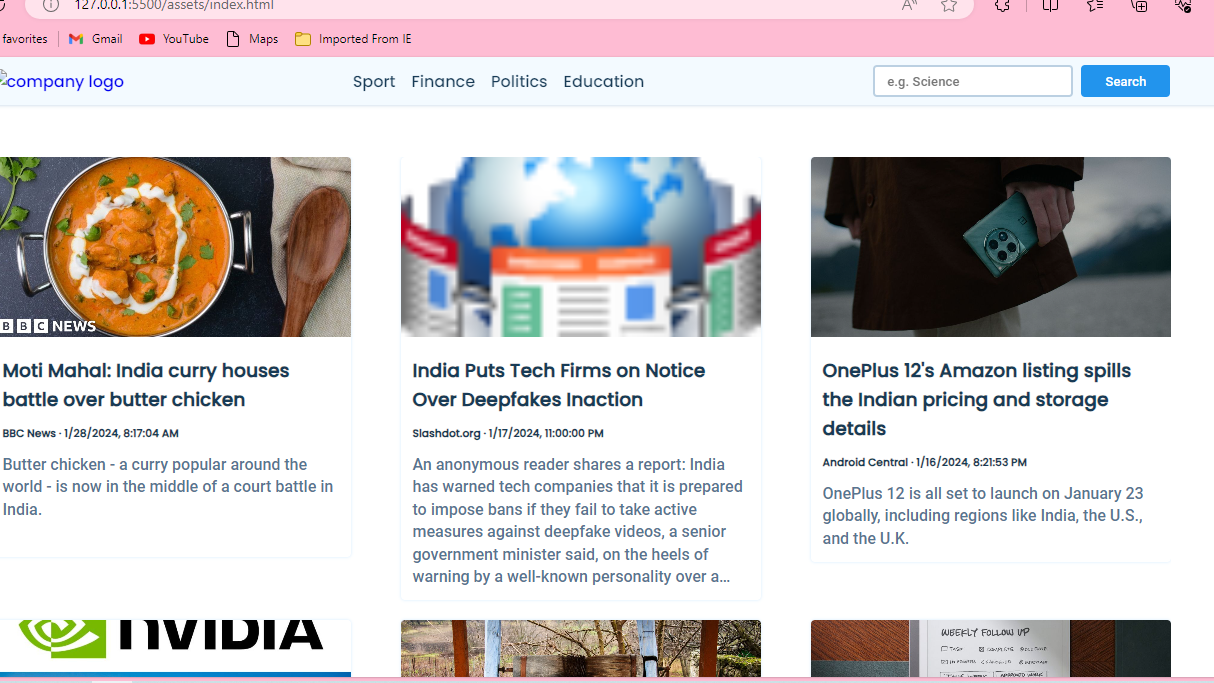 127.0.0.1:5500/assets/index.html
favorites Gmail YouTube Maps Imported From IE
company logo Sport Finance Politics Education e.g. Science Search
BBC NEWS
Moti Mahal: India curry houses
battle over butter chicken
BBC News · 1/28/2024, 8:17:04 AM
Butter chicken - a curry popular around the
world - is now in the middle of a court battle in
India.
India Puts Tech Firms on Notice
Over Deepfakes Inaction
Slashdot.org · 1/17/2024, 11:00:00 PM
An anonymous reader shares a report: India
has warned tech companies that it is prepared
to impose bans if they fail to take active
measures against deepfake videos, a senior
government minister said, on the heels of
warning by a well-known personality over a…
OnePlus 12's Amazon listing spills
the Indian pricing and storage
details
Android Central · 1/16/2024, 8:21:53 PM
OnePlus 12 is all set to launch on January 23
globally, including regions like India, the U.S.,
and the U.K.
nVIDIA
WEEKLY FOLLOW UP